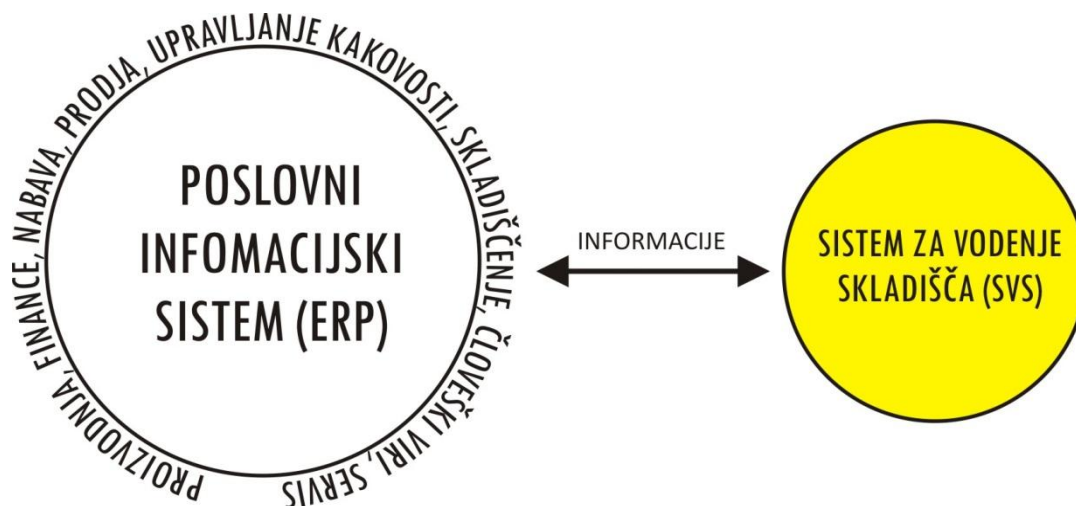 PROIZVODNJA, FINANCE, NABAVA, PRODJA, UPRAVLJANJE KAKOVOSTI, SKLADIŠČENJE, ČLOVEŠKI VIRI, SERVIS
POSLOVNI
INFOMACIJSKI
SISTEM (ERP)
INFORMACIJE
SISTEM ZA VODENJE
SKLADIŠČA (SVS)